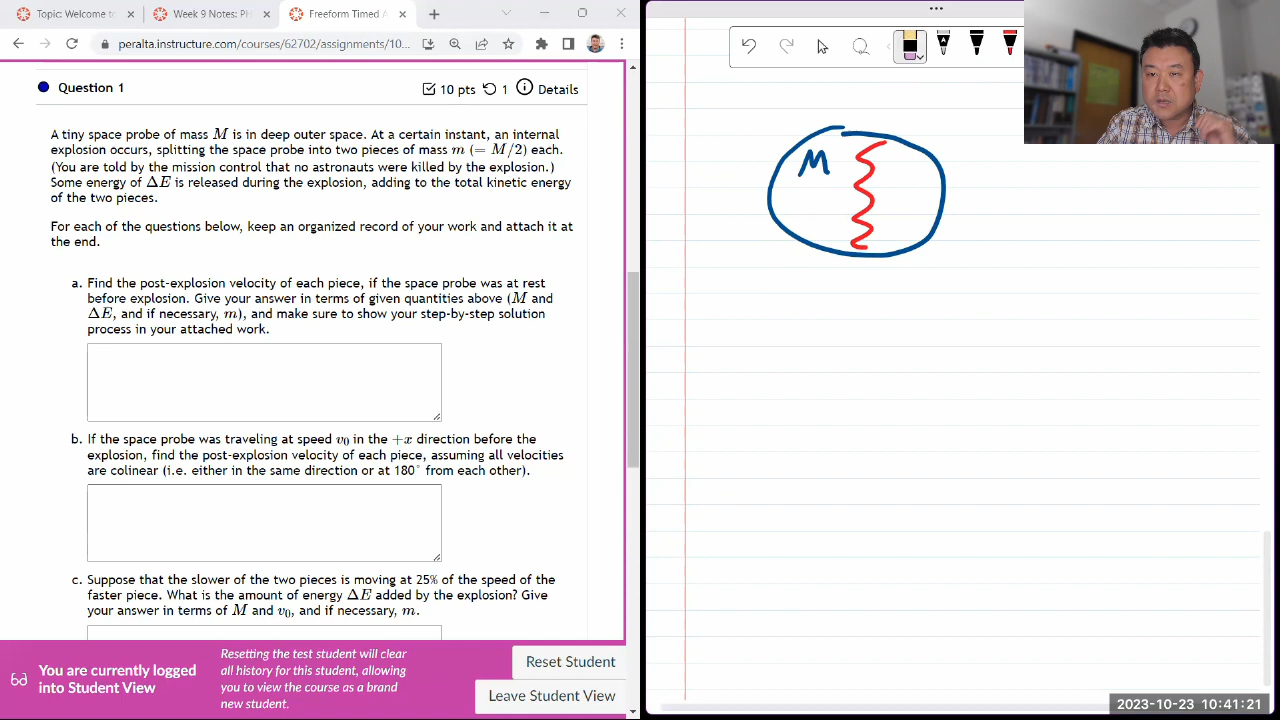 Topic: Welcome to
Week 9 Notes: PH
Freeform Timed A
peralta.instructure.com/courses/627
assignments/10...
Question 1
10 pts
1
Details
A tiny space probe of mass M is in deep outer space. At a certain instant, an internal
explosion occurs, splitting the space probe into two pieces of mass m (= M/2) each.
(You are told by the mission control that no astronauts were killed by the explosion.)
Some energy of ΔE is released during the explosion, adding to the total kinetic energy
of the two pieces.
For each of the questions below, keep an organized record of your work and attach it at
the end.
a. Find the post-explosion velocity of each piece, if the space probe was at rest
before explosion. Give your answer in terms of given quantities above (M and
ΔE, and if necessary, m), and make sure to show your step-by-step solution
process in your attached work.
b. If the space probe was traveling at speed v₀ in the +x direction before the
explosion, find the post-explosion velocity of each piece, assuming all velocities
are colinear (i.e. either in the same direction or at 180° from each other).
c. Suppose that the slower of the two pieces is moving at 25% of the speed of the
faster piece. What is the amount of energy ΔE added by the explosion? Give
your answer in terms of M and v₀, and if necessary, m.
You are currently logged
into Student View
Resetting the test student will clear
all history for this student, allowing
you to view the course as a brand
new student.
Reset Student
Leave Student View
M
A
2023-10-23 10:41:21